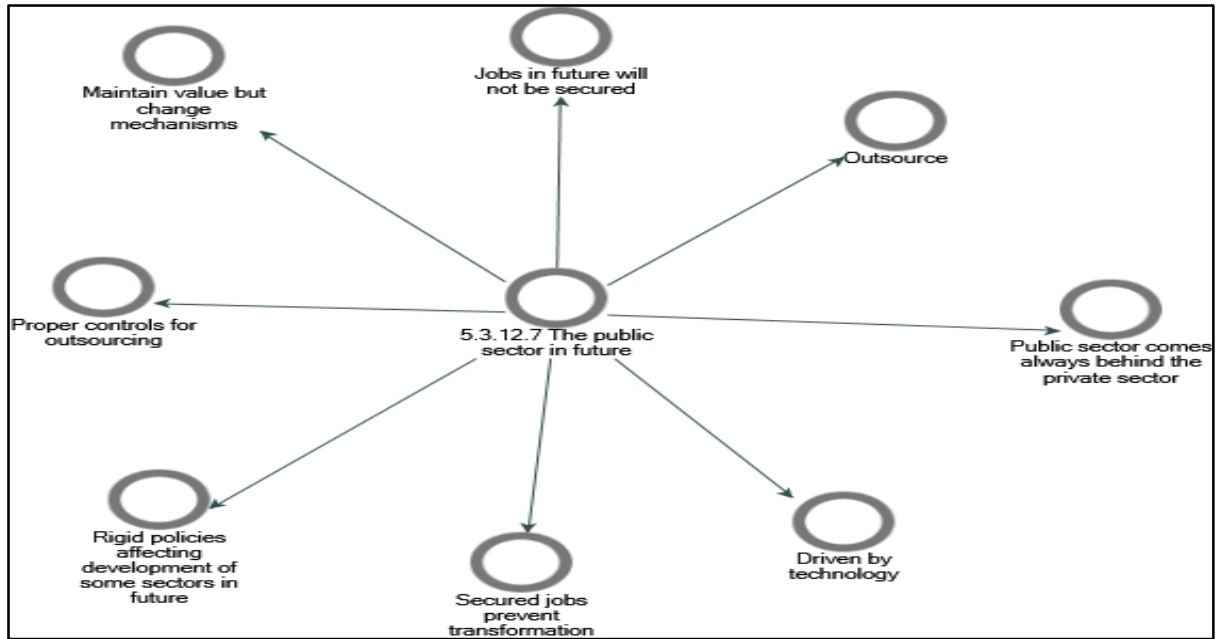 Jobs in future will
not be secured
Maintain value but
change
mechanisms
Outsource
Proper controls for
outsourcing
5.3.12.7 The public
sector in future
Public sector comes
always behind the
private sector
Rigid policies
affecting
development of
some sectors in
future
Secured jobs
prevent
transformation
Driven by
technology